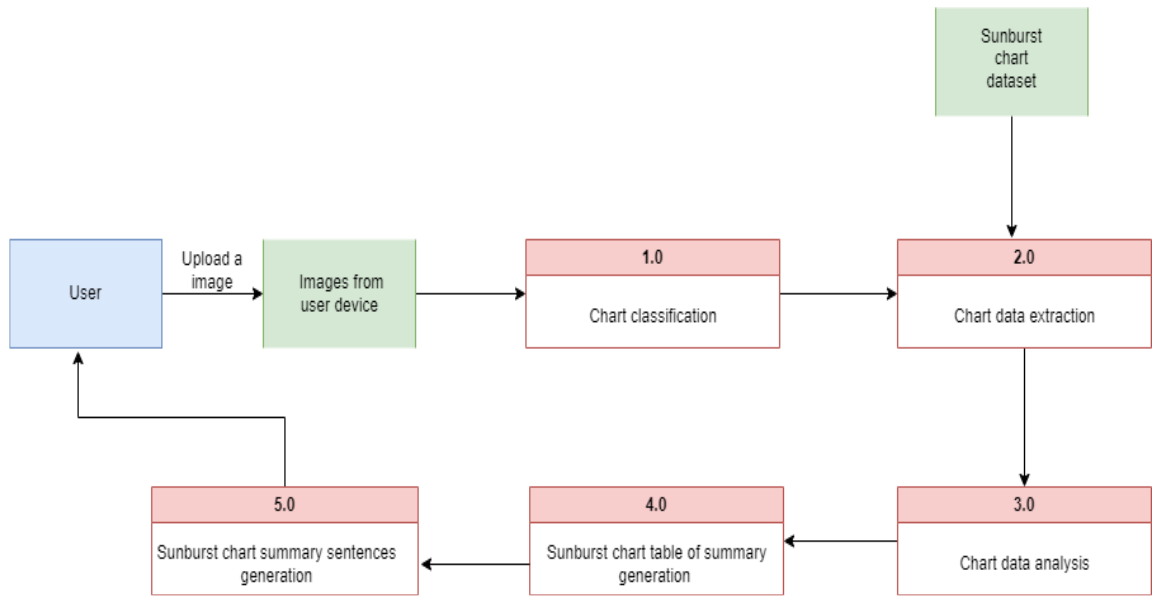 Sunburst
chart
dataset
User
Upload a
image
Images from
user device
1.0
Chart classification
2.0
Chart data extraction
3.0
Chart data analysis
4.0
Sunburst chart table of summary
generation
5.0
Sunburst chart summary sentences
generation